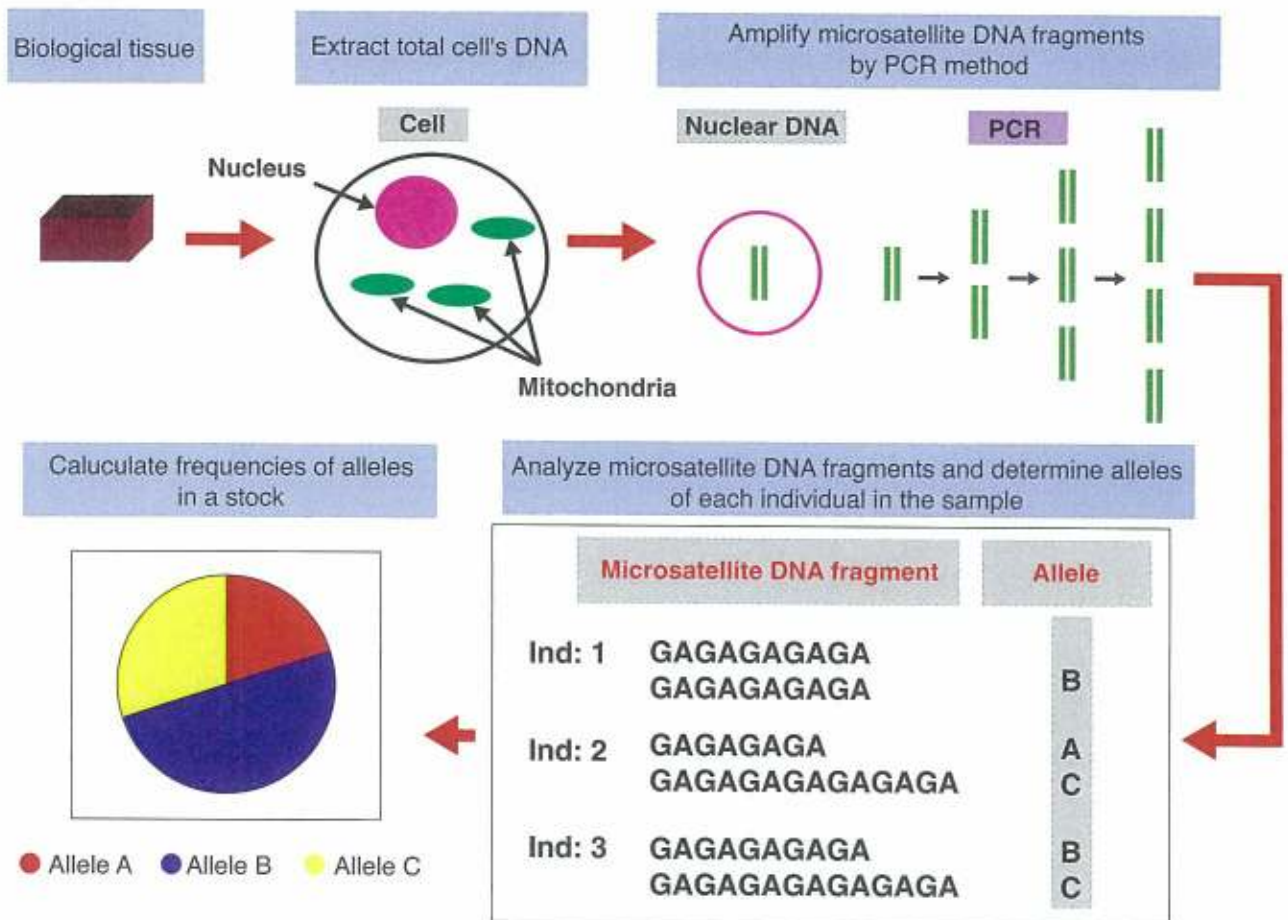 Biological tissue
Extract total cell's DNA
Amplify microsatellite DNA fragments
by PCR method
Cell
Nucleus
Mitochondria
Nuclear DNA
PCR
Analyze microsatellite DNA fragments and determine alleles
of each individual in the sample
Microsatellite DNA fragment
Allele
Ind: 1 GAGAGAGAGA
GAGAGAGAGA
B
Ind: 2 GAGAGAGA A
GAGAGAGAGAGAGA C
Ind: 3 GAGAGAGAGA B
GAGAGAGAGAGAGA C
Caluculate frequencies of alleles
in a stock
Allele A Allele B Allele C